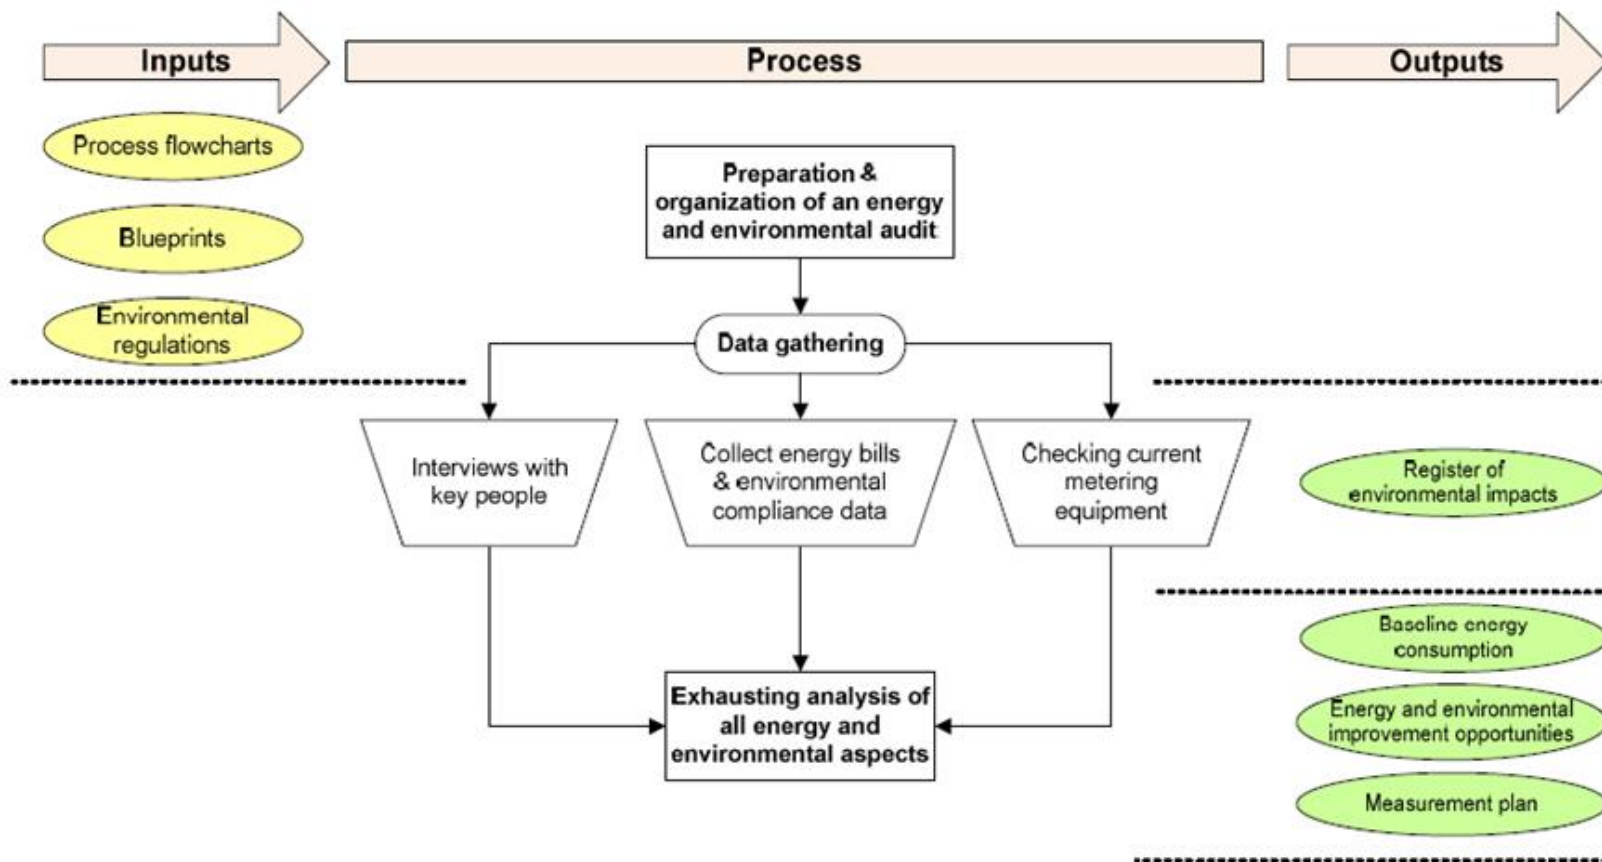 Inputs
Process
Outputs
Process flowcharts
Blueprints
Environmental
regulations
Preparation &
organization of an energy
and environmental audit
Data gathering
Interviews with
key people
Collect energy bills
& environmental
compliance data
Checking current
metering
equipment
Register of
environmental impacts
Exhausting analysis of
all energy and
environmental aspects
Baseline energy
consumption
Energy and environmental
improvement opportunities
Measurement plan